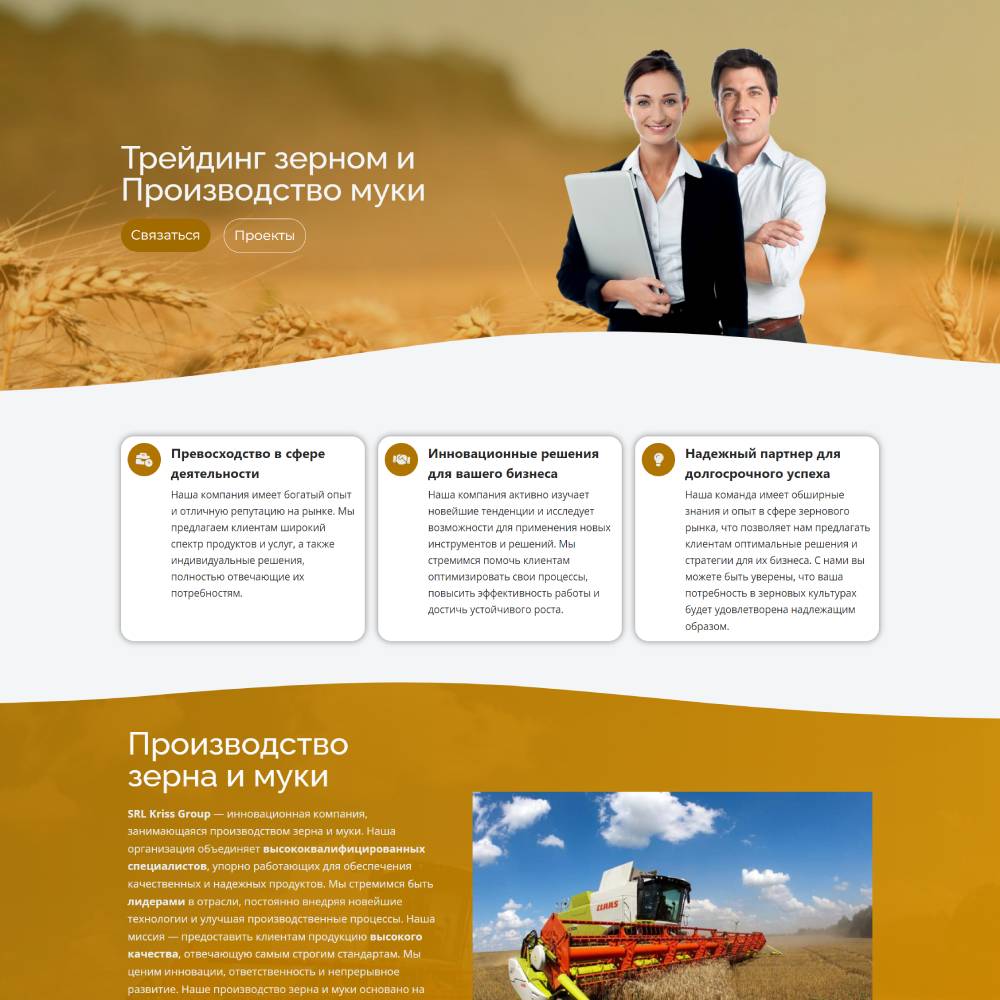 Трейдинг зерном и
Производство муки
Связаться
Проекты
Превосходство в сфере
деятельности
Наша компания имеет богатый опыт
и отличную репутацию на рынке. Мы
предлагаем клиентам широкий
спектр продуктов и услуг, а также
индивидуальные решения,
полностью отвечающие их
потребностям.
Инновационные решения
для вашего бизнеса
Наша компания активно изучает
новейшие тенденции и исследует
возможности для применения новых
инструментов и решений. Мы
стремимся помочь клиентам
оптимизировать свои процессы,
повысить эффективность работы и
достичь устойчивого роста.
Надежный партнер для
долгосрочного успеха
Наша команда имеет обширные
знания и опыт в сфере зернового
рынка, что позволяет нам предлагать
клиентам оптимальные решения и
стратегии для их бизнеса. С нами вы
можете быть уверены, что ваша
потребность в зерновых культурах
будет удовлетворена надлежащим
образом.
Производство
зерна и муки
SRL Kriss Group — инновационная компания,
занимающаяся производством зерна и муки. Наша
организация объединяет высококвалифицированных
специалистов, упорно работающих для обеспечения
качественных и надежных продуктов. Мы стремимся быть
лидерами в отрасли, постоянно внедряя новейшие
технологии и улучшая производственные процессы. Наша
миссия — предоставить клиентам продукцию высокого
качества, отвечающую самым строгим стандартам. Мы
ценим инновации, ответственность и непрерывное
развитие. Наше производство зерна и муки основано на
CLAAS